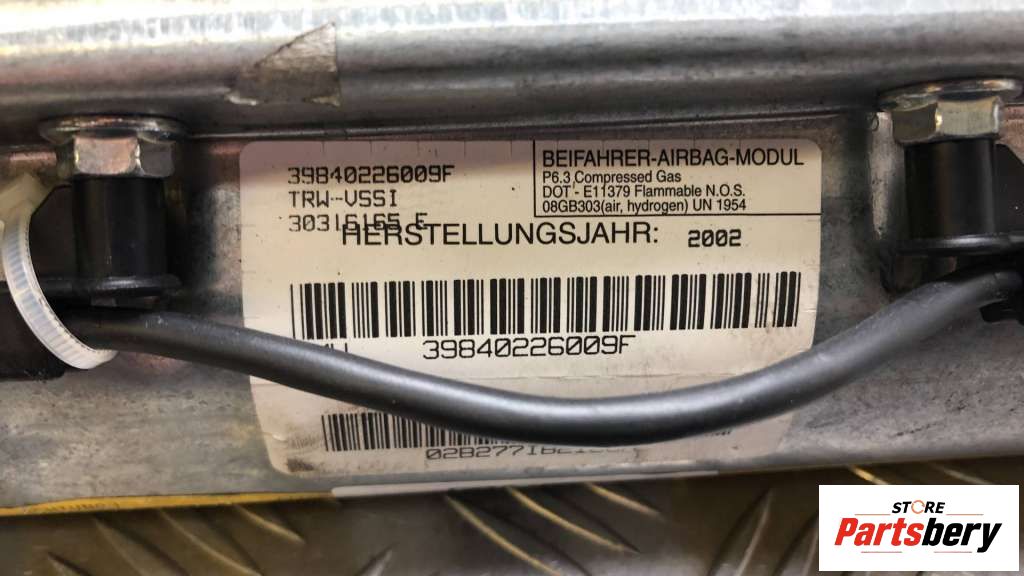 39840226009F
TRW-VSSI
30316165 E
BEIFAHRER-AIRBAG-MODUL
P6.3 Compressed Gas
DOT - E11379 Flammable N.O.S.
08GB303(air, hydrogen) UN 1954
HERSTELLUNGSJAHR: 2002
39840226009F
STORE
Partsbery